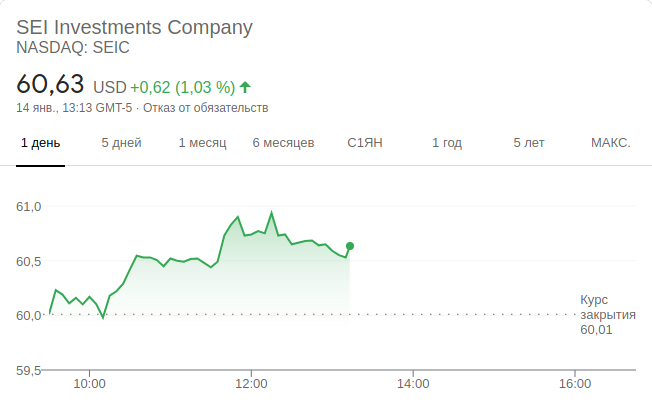 SEI Investments Company
NASDAQ: SEIC
60,63 USD +0,62 (1,03 %)
14 янв., 13:13 GMT-5 · Отказ от обязательств
1 день 5 дней 1 месяц 6 месяцев С1ЯН 1 год 5 лет МАКС.
61,0
60,5
60,0
Курс
закрытия
60,01
59,5
10:00 12:00 14:00 16:00